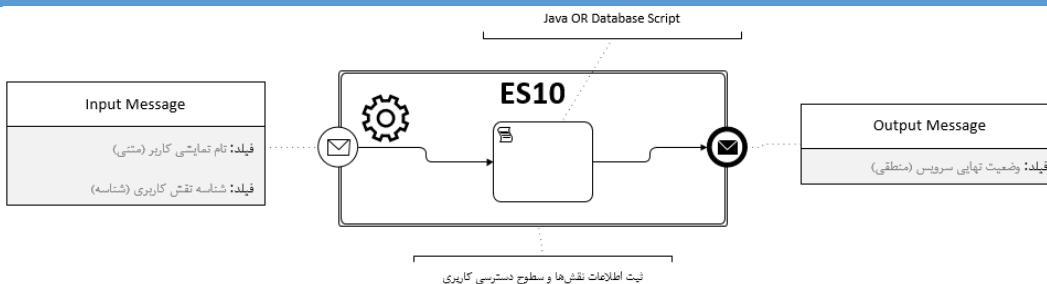 Java OR Database Script
ES10
Input Message
فیلد: نام نمایشی کاربر (متنی)
فیلد: شناسه نقش کاربری (شناسه)
Output Message
فیلد: وضعیت نهایی سرویس (منطقی)
ثبت اطلاعات نقش‌ها و سطوح دسترسی کاربری